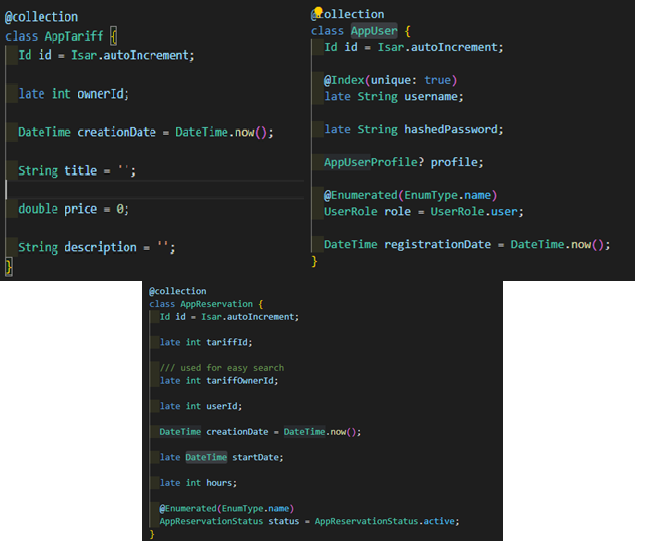 @collection
class AppTariff {
Id id = Isar.autoIncrement;
late int ownerId;
DateTime creationDate = DateTime.now();
String title = '';
double price = 0;
String description = '';
}
@collection
class AppUser {
Id id = Isar.autoIncrement;
@Index(unique: true)
late String username;
late String hashedPassword;
AppUserProfile? profile;
@Enumerated(EnumType.name)
UserRole role = UserRole.user;
DateTime registrationDate = DateTime.now();
}
@collection
class AppReservation {
Id id = Isar.autoIncrement;
late int tariffId;
/// used for easy search
late int tariffOwnerId;
late int userId;
DateTime creationDate = DateTime.now();
late DateTime startDate;
late int hours;
@Enumerated(EnumType.name)
AppReservationStatus status = AppReservationStatus.active;
}